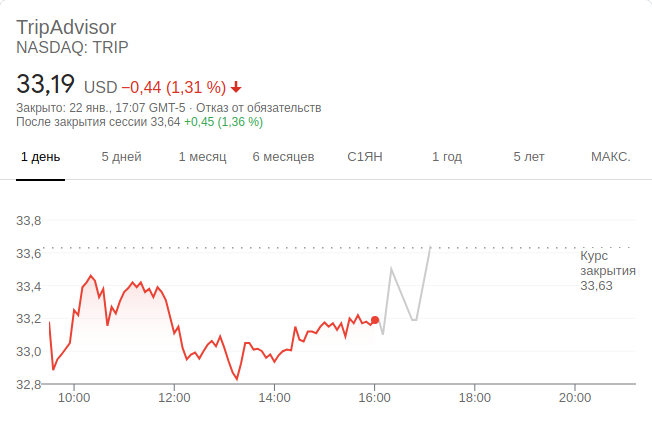 TripAdvisor
NASDAQ: TRIP
33,19 USD −0,44 (1,31 %)
Закрыто: 22 янв., 17:07 GMT-5 · Отказ от обязательств
После закрытия сессии 33,64 +0,45 (1,36 %)
1 день 5 дней 1 месяц 6 месяцев С1ЯН 1 год 5 лет МАКС.
33,8
33,6
33,4
33,2
33,0
32,8
Курс
закрытия
33,63
10:00 12:00 14:00 16:00 18:00 20:00